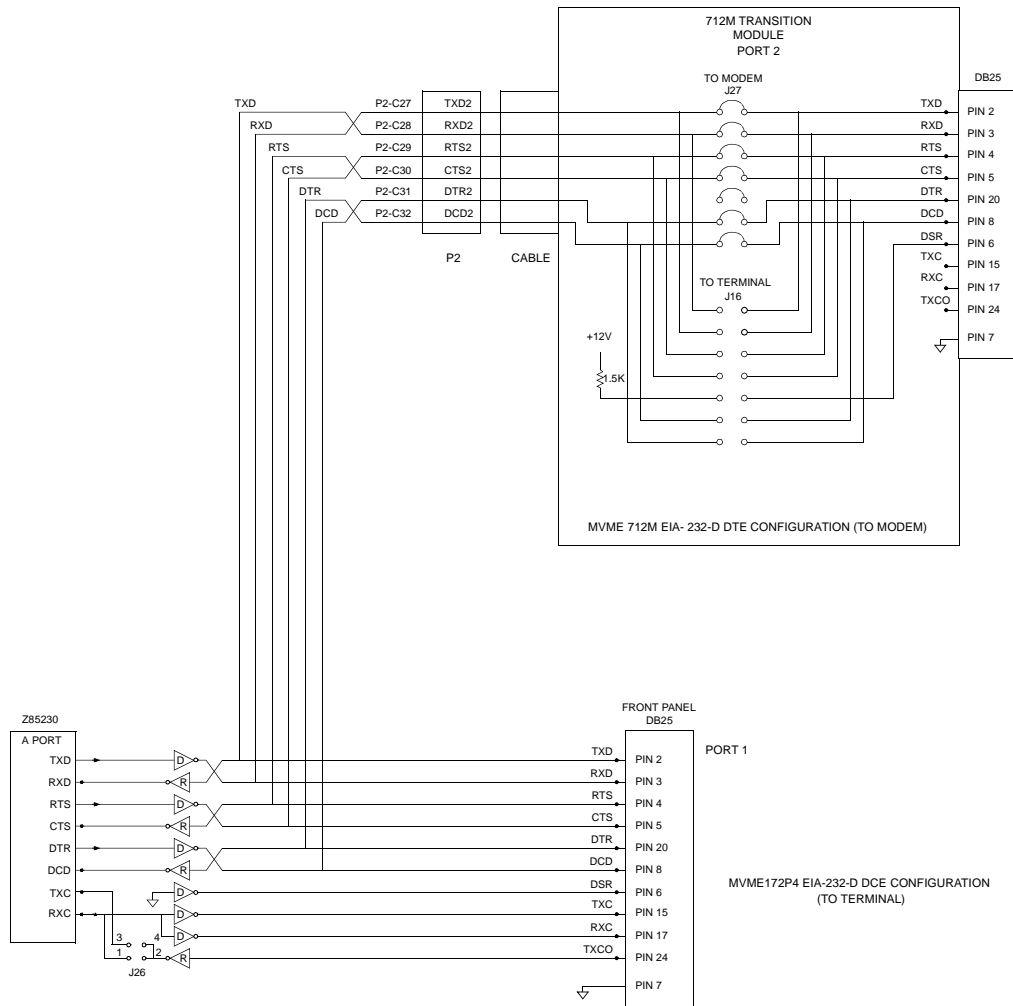 712M TRANSITION
MODULE
PORT 2
TO MODEM
J27
DB25
TXD P2-C27 TXD2 TXD PIN 2
RXD P2-C28 RXD2 RXD PIN 3
RTS P2-C29 RTS2 RTS PIN 4
CTS P2-C30 CTS2 CTS PIN 5
DTR P2-C31 DTR2 DTR PIN 20
DCD P2-C32 DCD2 DCD PIN 8
DSR PIN 6
P2 CABLE
TXC PIN 15
RXC PIN 17
TXCO PIN 24
PIN 7
TO TERMINAL
J16
+12V
1.5K
MVME 712M EIA- 232-D DTE CONFIGURATION (TO MODEM)
FRONT PANEL
DB25
PORT 1
Z85230
A PORT
TXD D TXD PIN 2
RXD R RXD PIN 3
RTS D RTS PIN 4
CTS R CTS PIN 5
DTR D DTR PIN 20
DCD R DCD PIN 8
TXC D DSR PIN 6
RXC D TXC PIN 15
D RXC PIN 17
3 4
1 2 R TXCO PIN 24
J26
PIN 7
MVME172P4 EIA-232-D DCE CONFIGURATION
(TO TERMINAL)